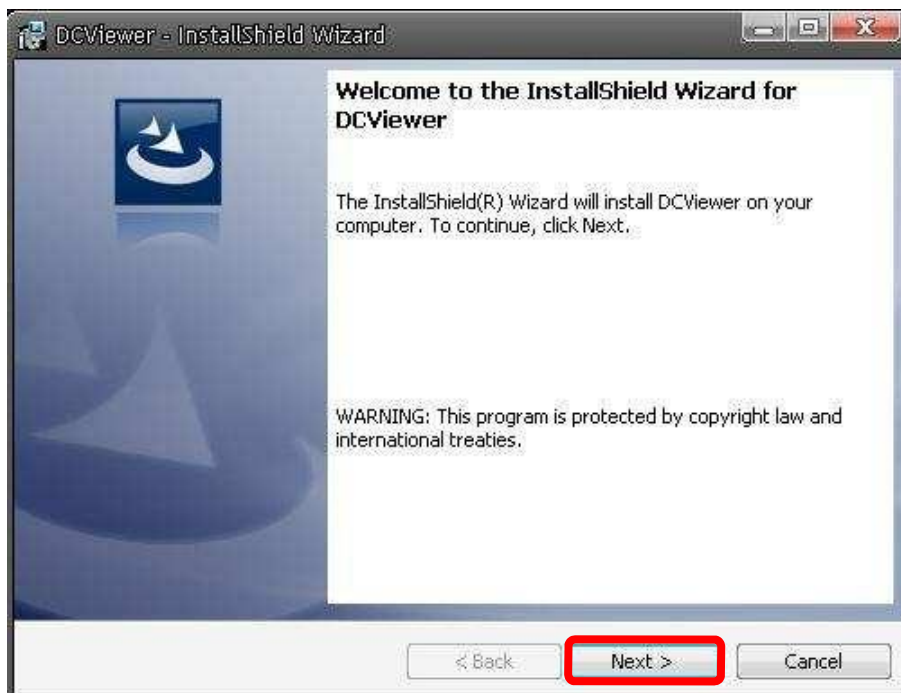 DCViewer - InstallShield Wizard
Welcome to the InstallShield Wizard for
DCViewer
The InstallShield(R) Wizard will install DCViewer on your
computer. To continue, click Next.
WARNING: This program is protected by copyright law and
international treaties.
< Back
Next >
Cancel